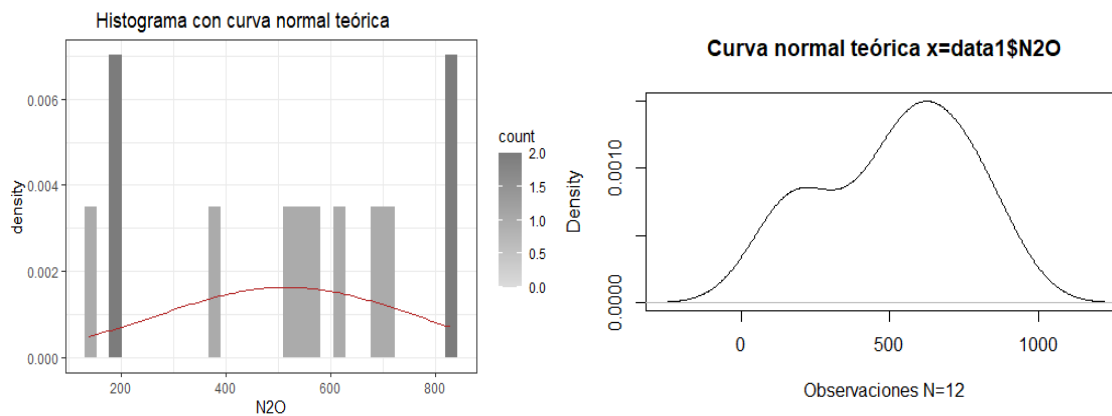 Histograma con curva normal teórica
density
0.006
0.004
0.002
0.000
200
400
600
800
N2O
count
2.0
1.5
1.0
0.5
0.0
Curva normal teórica x=data1$N2O
Density
0.0010
0.0000
0
500
1000
Observaciones N=12